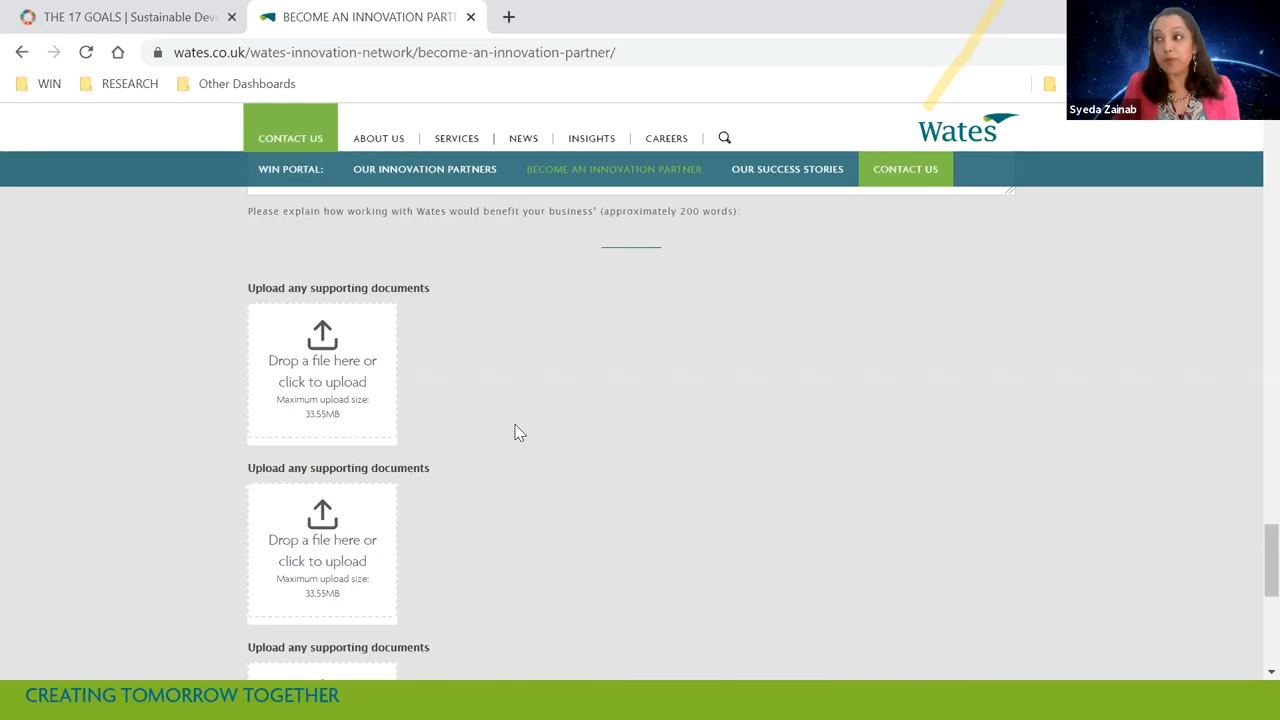 THE 17 GOALS | Sustainable Dev
BECOME AN INNOVATION PARTN
wates.co.uk/wates-innovation-network/become-an-innovation-partner/
WIN
RESEARCH
Other Dashboards
Syeda Zainab
CONTACT US
ABOUT US
SERVICES
NEWS
INSIGHTS
CAREERS
Wates
WIN PORTAL:
OUR INNOVATION PARTNERS
BECOME AN INNOVATION PARTNER
OUR SUCCESS STORIES
CONTACT US
Please explain how working with Wates would benefit your business* (approximately 200 words):
Upload any supporting documents
Drop a file here or
click to upload
Maximum upload size:
33.55MB
Upload any supporting documents
Drop a file here or
click to upload
Maximum upload size:
33.55MB
Upload any supporting documents
CREATING TOMORROW TOGETHER